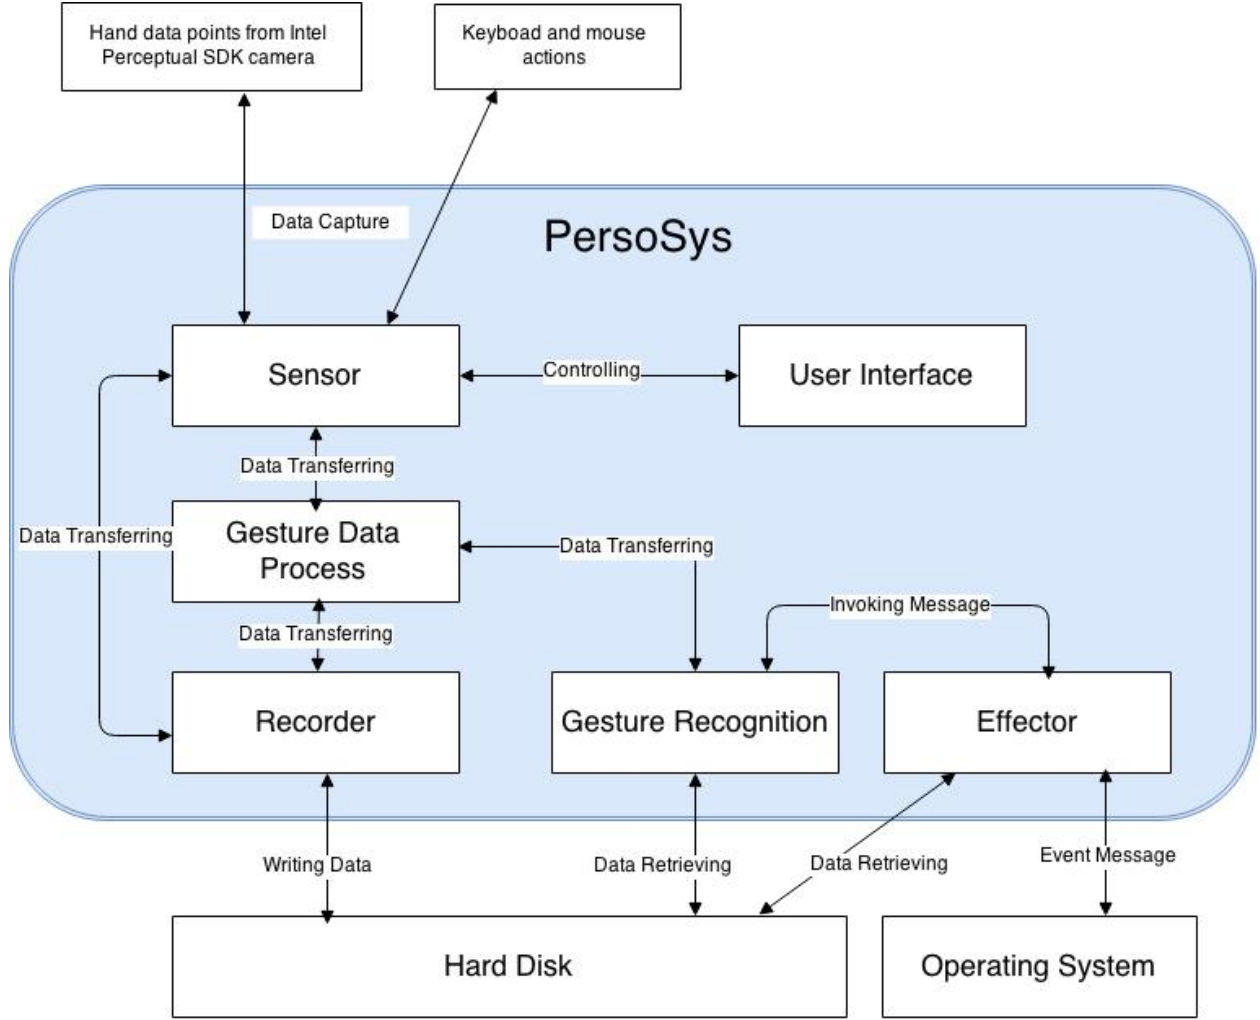 Hand data points from Intel
Perceptual SDK camera
Keyboad and mouse
actions
Data Capture
PersoSys
Sensor
Controlling
User Interface
Data Transferring
Data Transferring
Gesture Data
Process
Data Transferring
Data Transferring
Invoking Message
Recorder
Gesture Recognition
Effector
Writing Data
Data Retrieving
Data Retrieving
Event Message
Hard Disk
Operating System